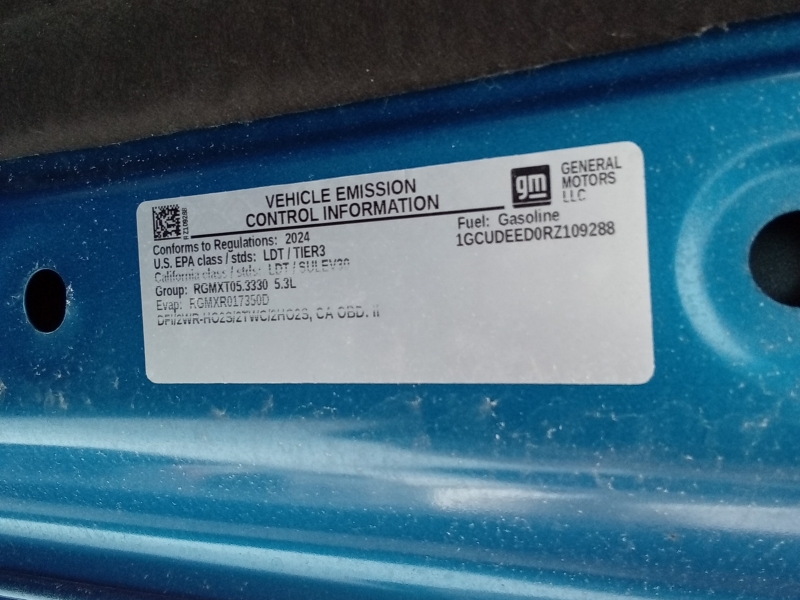 VEHICLE EMISSION
CONTROL INFORMATION
gm
GENERAL
MOTORS
LLC
RZ109288
Conforms to Regulations: 2024
U.S. EPA class / stds: LDT / TIER3
California class / stds: LDT / SULEV30
Group: RGMXT05.3330 5.3L
Evap: RGMXR017350D
DFI/2WR-HO2S/2TWC/2HO2S, CA OBD. II
Fuel: Gasoline
1GCUDEED0RZ109288